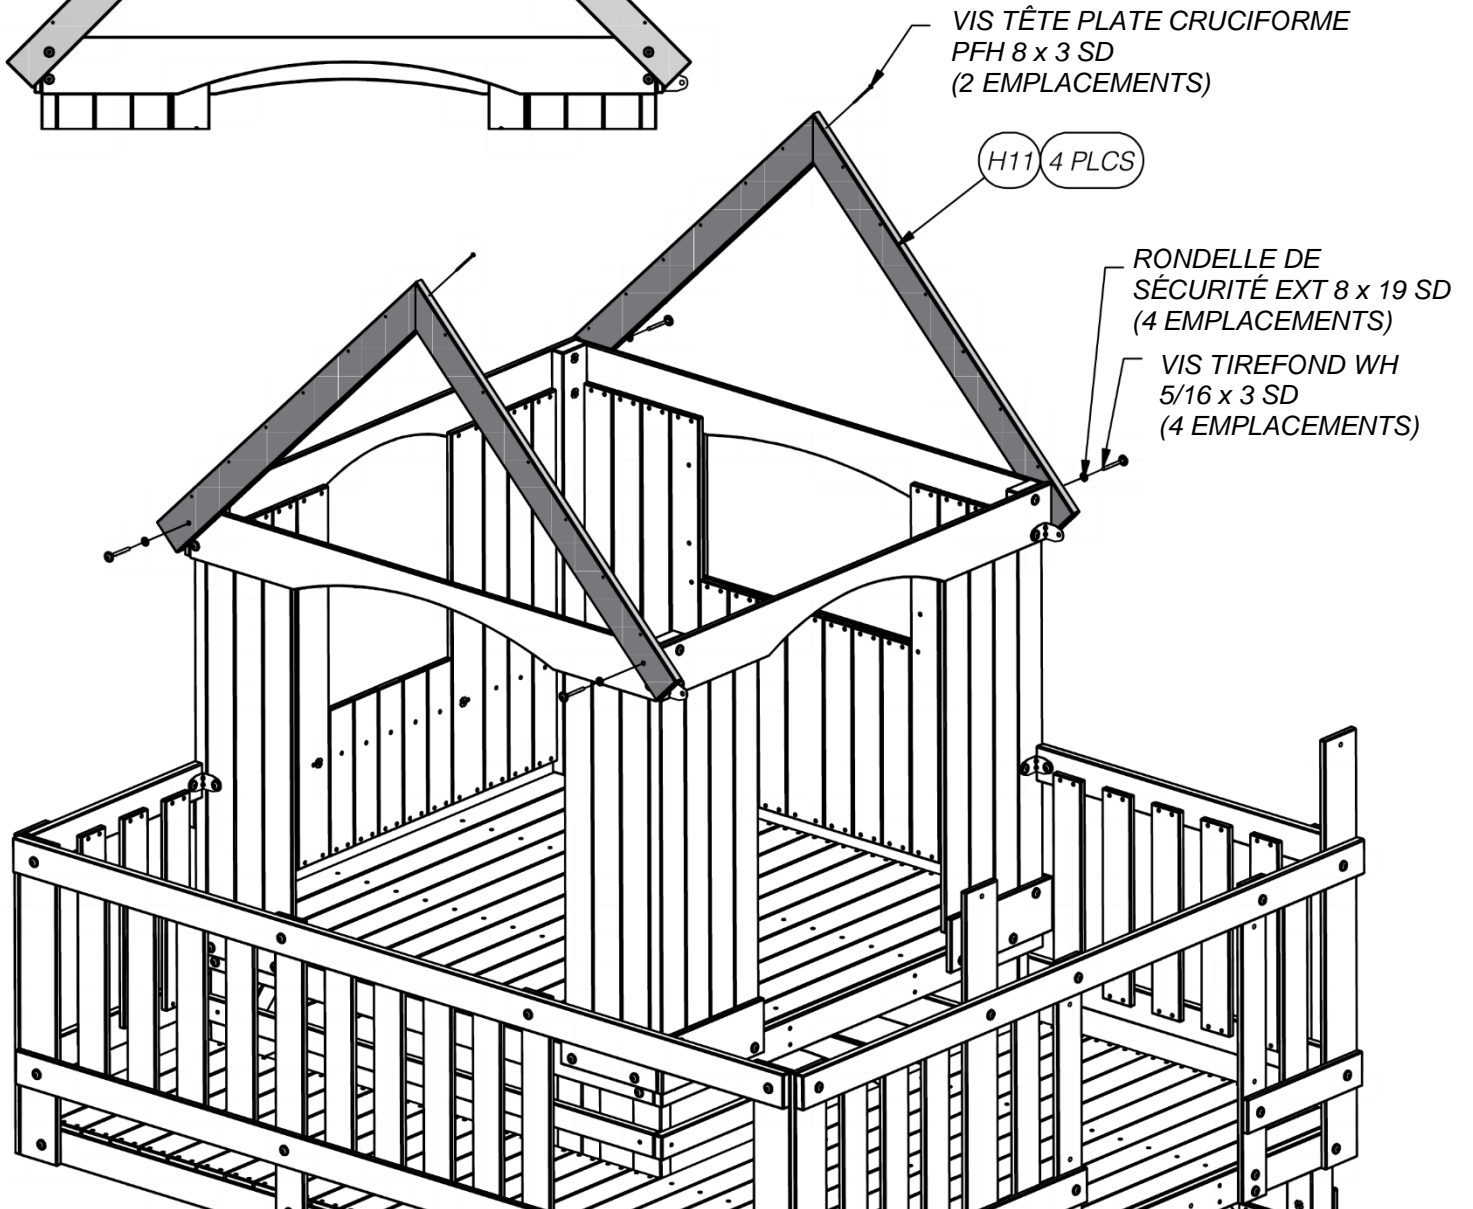 VIS TÊTE PLATE CRUCIFORME
PFH 8 x 3 SD
(2 EMPLACEMENTS)
H11 4 PLCS
RONDELLE DE
SÉCURITÉ EXT 8 x 19 SD
(4 EMPLACEMENTS)
VIS TIREFOND WH
5/16 x 3 SD
(4 EMPLACEMENTS)